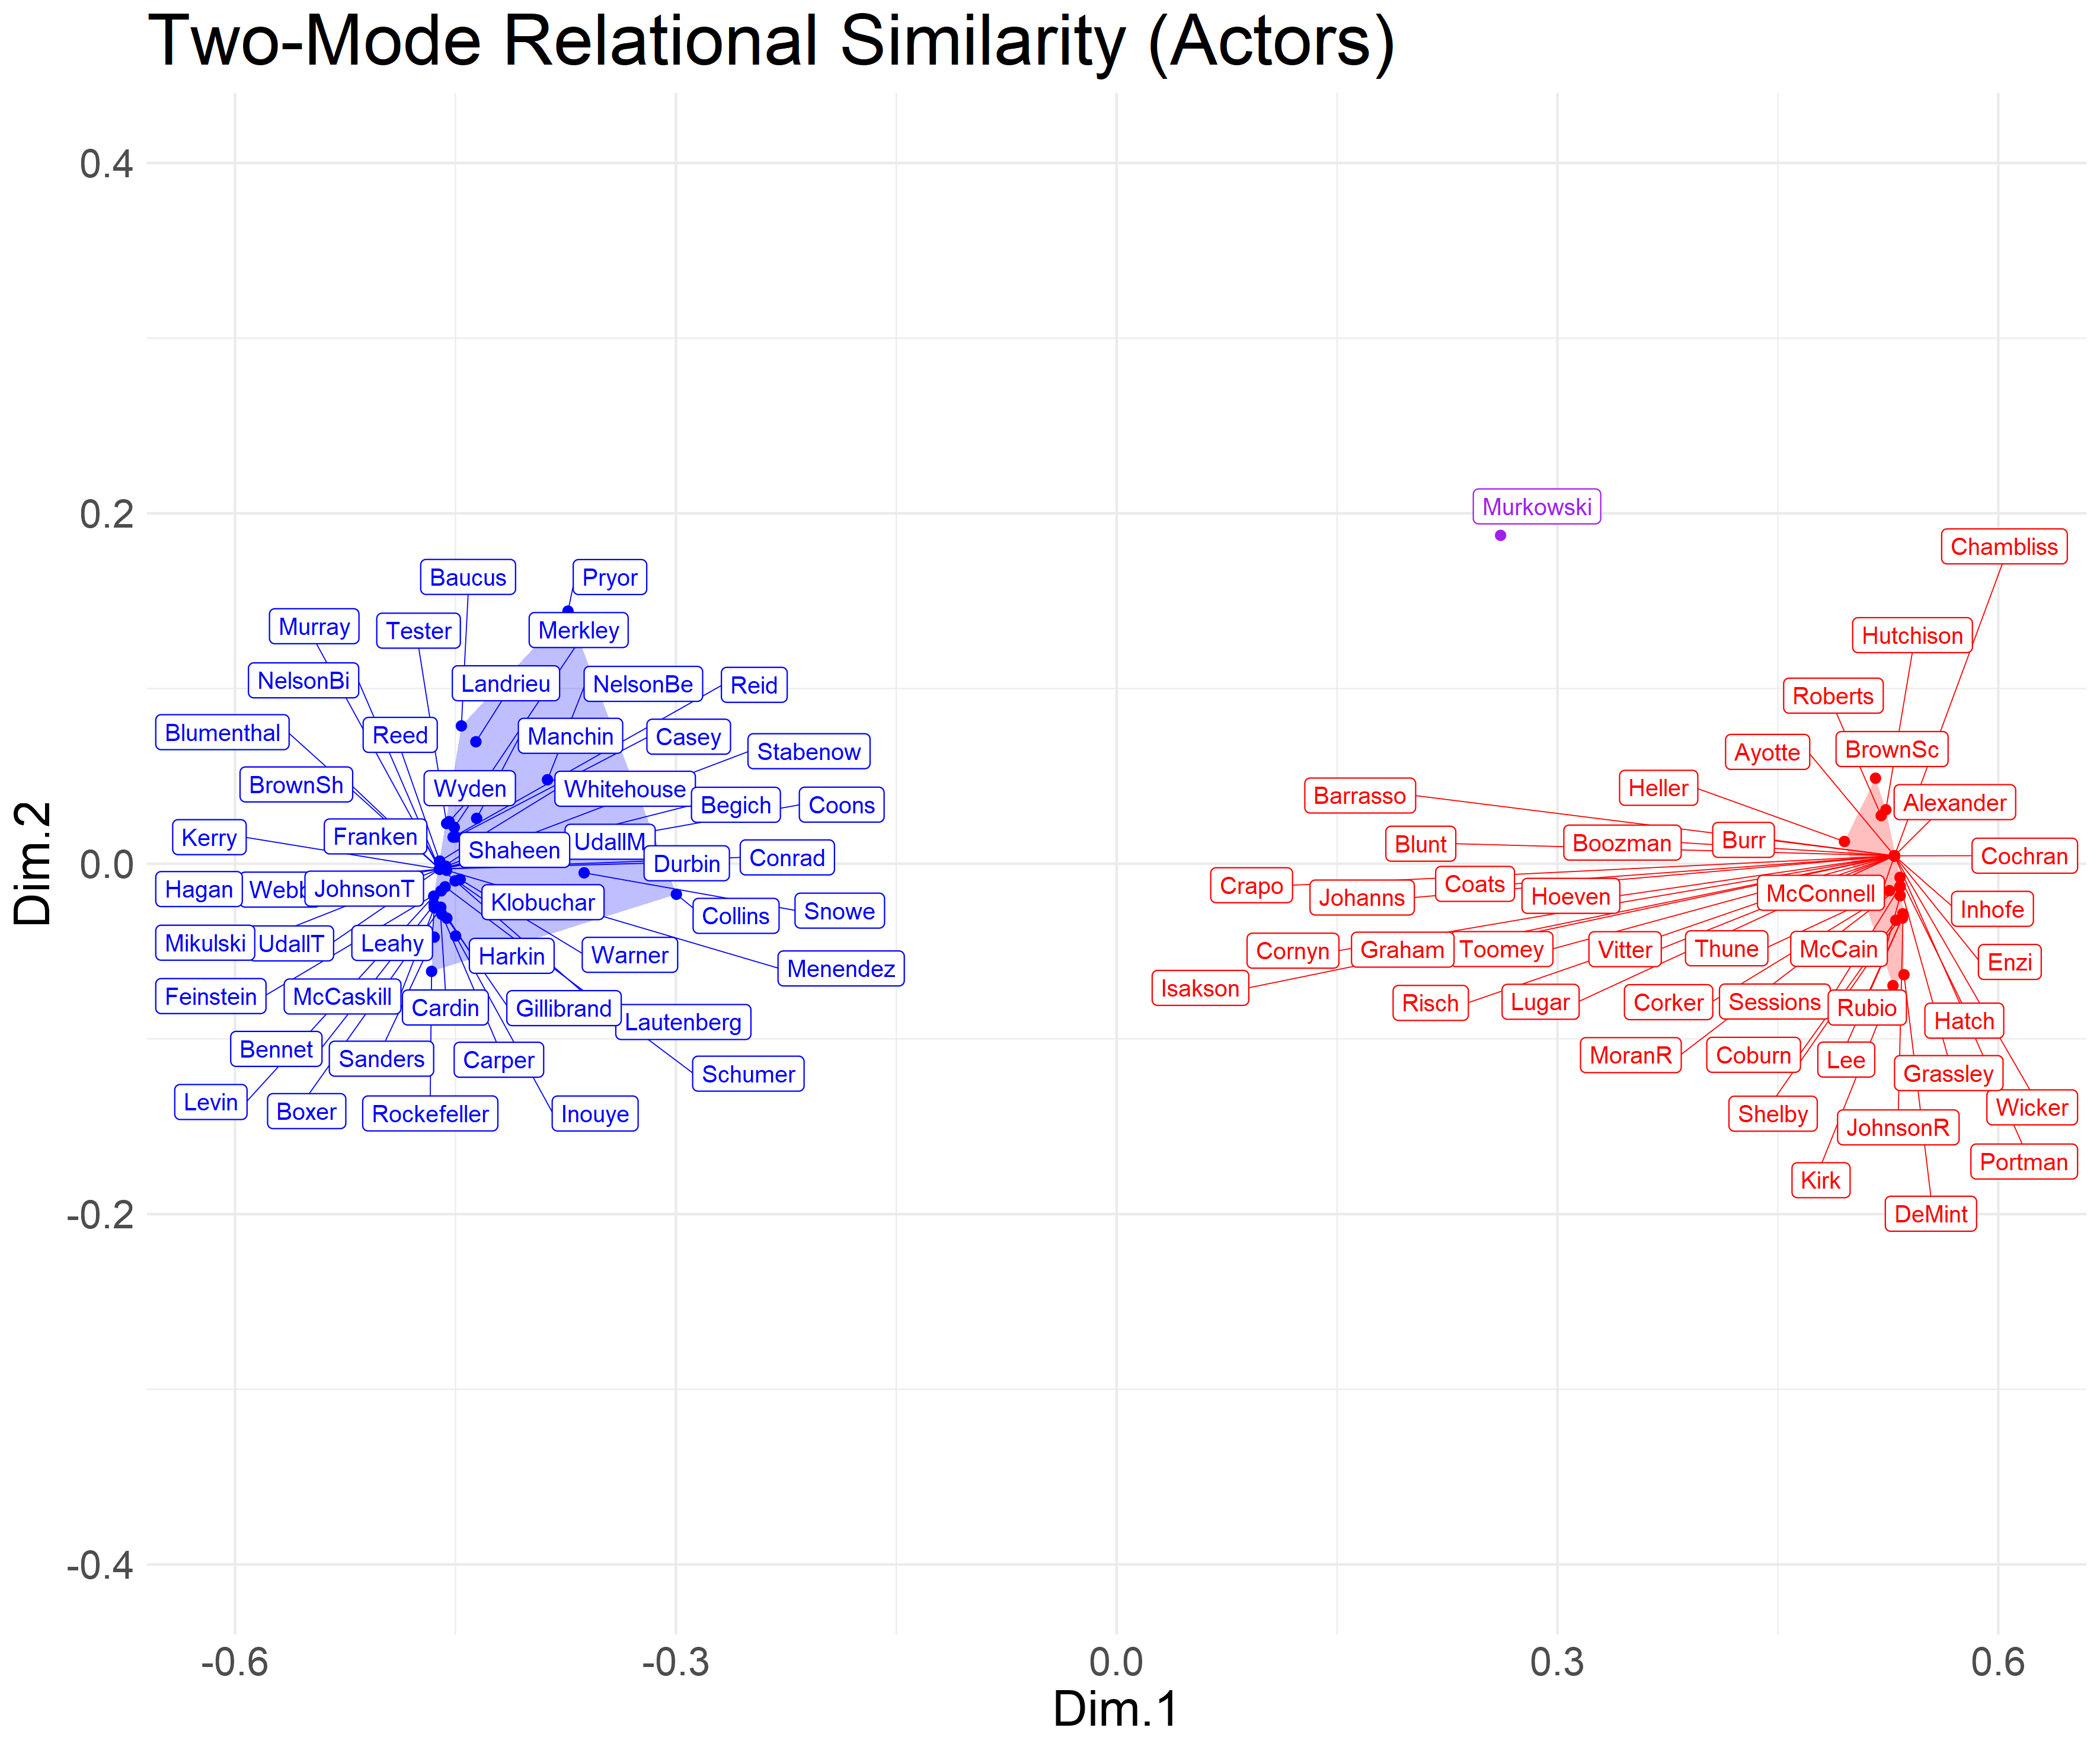 Two-Mode Relational Similarity (Actors)
0.4
0.2
0.0
-0.2
-0.4
Dim.2
Murkowski
Chambliss
Baucus
Pryor
Murray
Tester
Merkley
Hutchison
NelsonBi
Landrieu
NelsonBe
Reid
Roberts
Blumenthal
Reed
Manchin
Casey
Stabenow
Ayotte
BrownSc
BrownSh
Wyden
Whitehouse
Begich
Coons
Barrasso
Heller
Alexander
Kerry
Franken
Shaheen
UdallM
Durbin
Conrad
Blunt
Boozman
Burr
Cochran
Hagan
JohnsonT
Klobuchar
Collins
Snowe
Crapo
Johanns
Coats
Hoeven
McConnell
Inhofe
Mikulski
UdallT
Leahy
Harkin
Warner
Menendez
Cornyn
Graham
Toomey
Vitter
Thune
McCain
Enzi
Feinstein
McCaskill
Cardin
Gillibrand
Lautenberg
Isakson
Risch
Lugar
Corker
Sessions
Rubio
Hatch
Bennet
Sanders
Carper
Schumer
MoranR
Coburn
Lee
Grassley
Levin
Boxer
Rockefeller
Inouye
Shelby
JohnsonR
Wicker
Kirk
Portman
DeMint
-0.6
-0.3
0.0
0.3
0.6
Dim.1